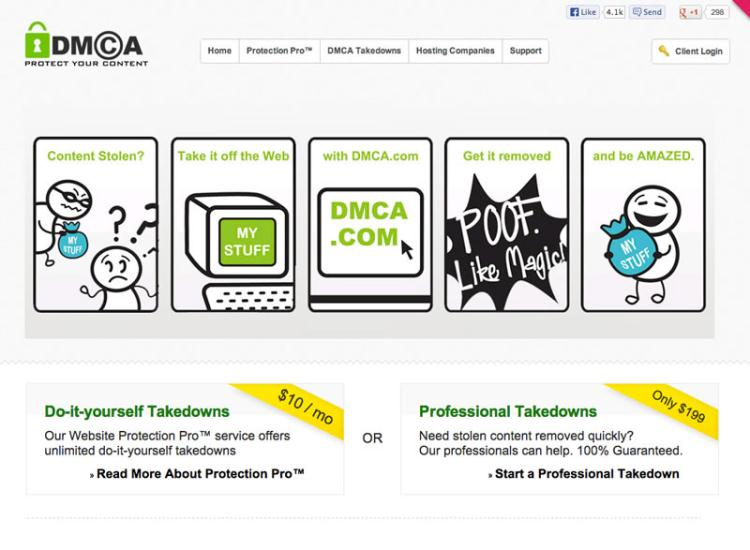 Like 4.1k Send +1 298
DMCA
PROTECT YOUR CONTENT
Home Protection Pro™ DMCA Takedowns Hosting Companies Support
Client Login
Content Stolen?
MY
STUFF
? ?
Take it off the Web
MY
STUFF
with DMCA.com
DMCA
.COM
Get it removed
POOF.
Like Magic!
and be AMAZED.
MY
STUFF
Do-it-yourself Takedowns
$10 / mo
Our Website Protection Pro™ service offers
unlimited do-it-yourself takedowns
» Read More About Protection Pro™
OR
Professional Takedowns
Only $199
Need stolen content removed quickly?
Our professionals can help. 100% Guaranteed.
» Start a Professional Takedown